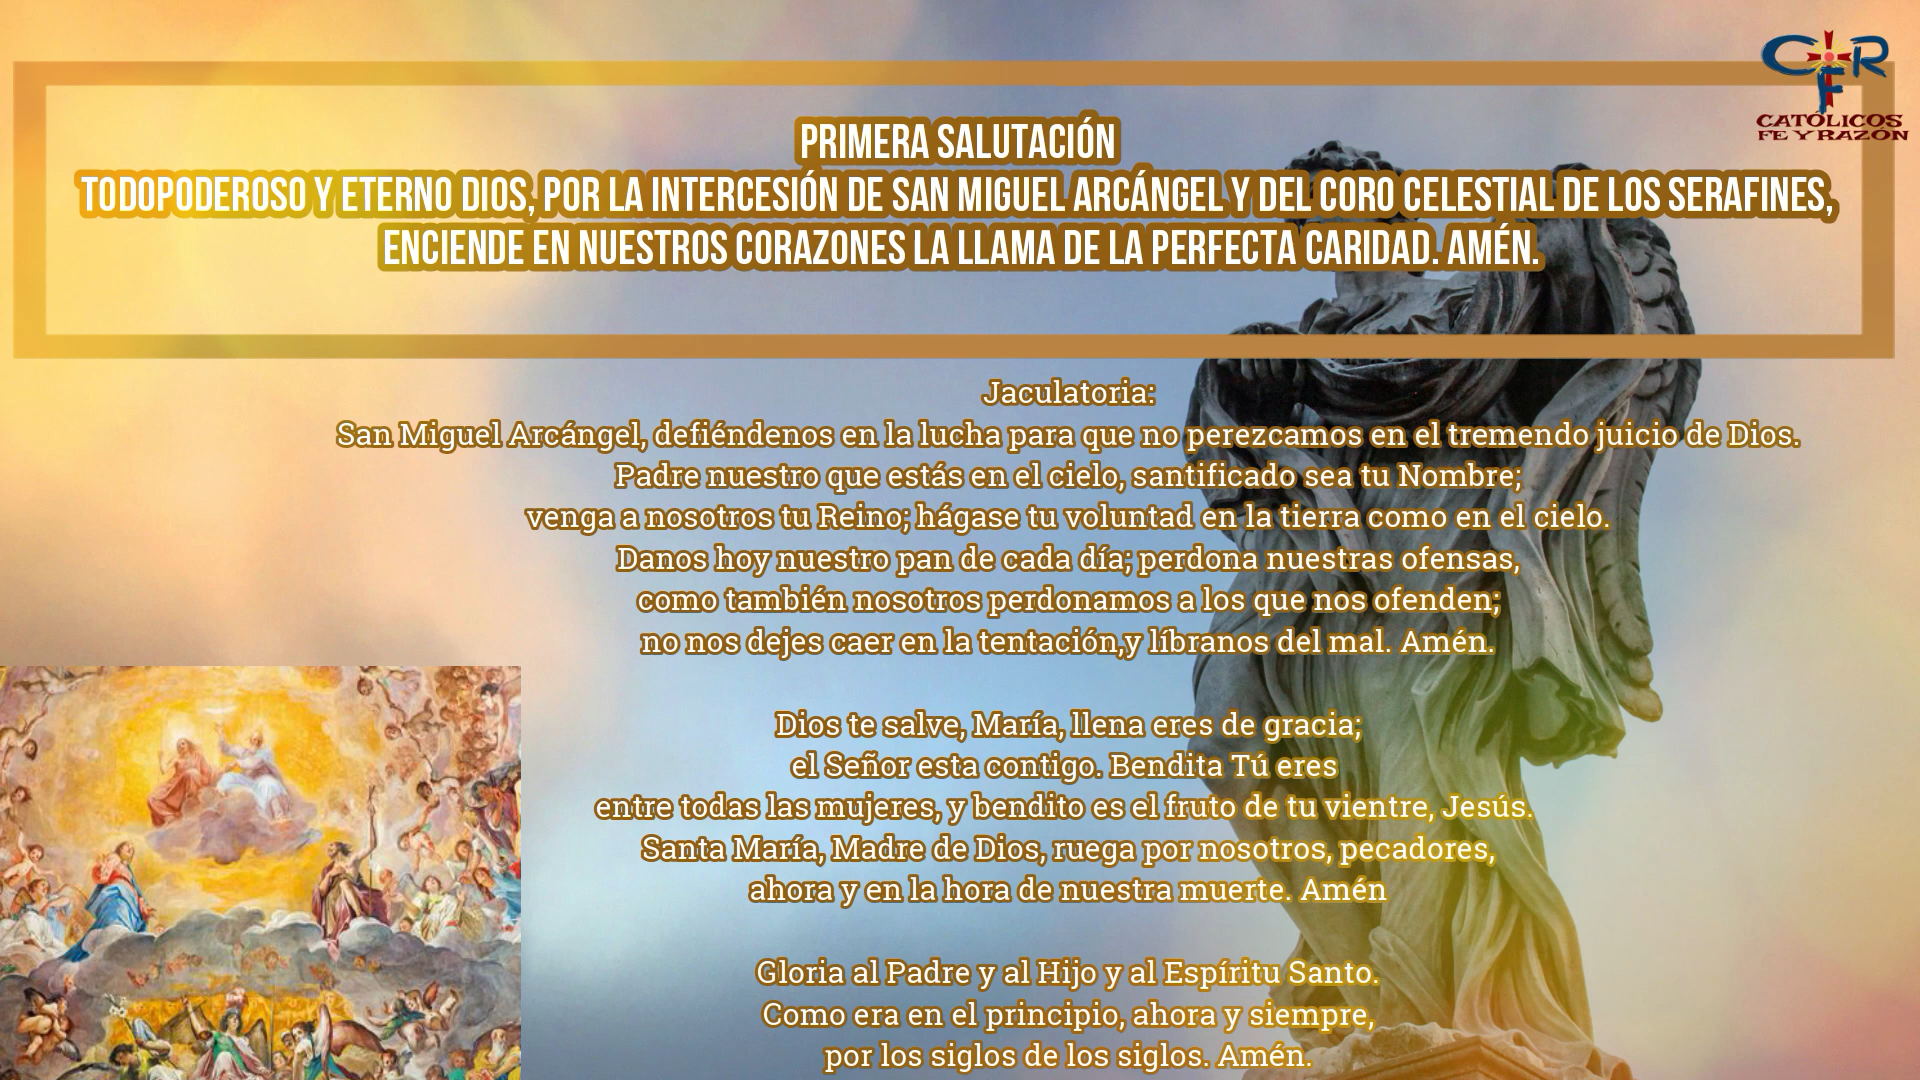 CFR
CATÓLICOS
FE Y RAZÓN
PRIMERA SALUTACIÓN
TODOPODEROSO Y ETERNO DIOS, POR LA INTERCESIÓN DE SAN MIGUEL ARCÁNGEL Y DEL CORO CELESTIAL DE LOS SERAFINES,
ENCIENDE EN NUESTROS CORAZONES LA LLAMA DE LA PERFECTA CARIDAD. AMÉN.
Jaculatoria:
San Miguel Arcángel, defiéndenos en la lucha para que no perezcamos en el tremendo juicio de Dios.
Padre nuestro que estás en el cielo, santificado sea tu Nombre;
venga a nosotros tu Reino; hágase tu voluntad en la tierra como en el cielo.
Danos hoy nuestro pan de cada día; perdona nuestras ofensas,
como también nosotros perdonamos a los que nos ofenden;
no nos dejes caer en la tentación,y líbranos del mal. Amén.
Dios te salve, María, llena eres de gracia;
el Señor esta contigo. Bendita Tú eres
entre todas las mujeres, y bendito es el fruto de tu vientre, Jesús.
Santa María, Madre de Dios, ruega por nosotros, pecadores,
ahora y en la hora de nuestra muerte. Amén
Gloria al Padre y al Hijo y al Espíritu Santo.
Como era en el principio, ahora y siempre,
por los siglos de los siglos. Amén.